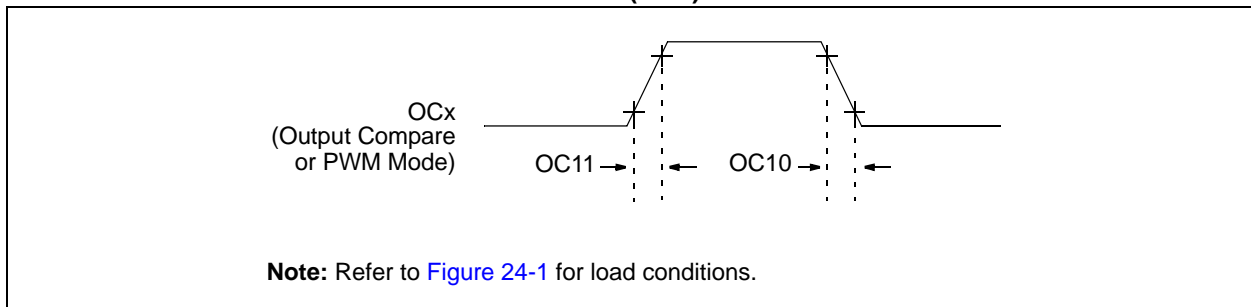 OCx
(Output Compare
or PWM Mode)
OC11
OC10
Note: Refer to Figure 24-1 for load conditions.